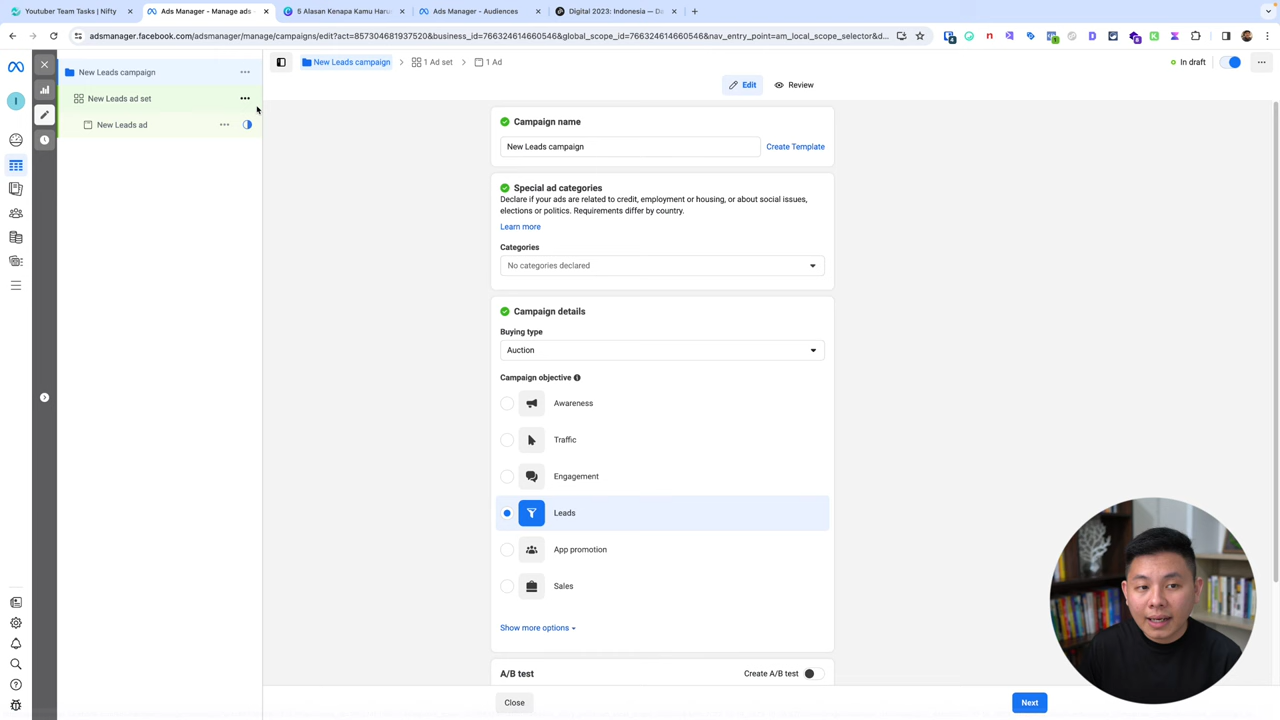 Youtuber Team Tasks | Nifty
Ads Manager - Manage ads -
5 Alasan Kenapa Kamu Haru
Ads Manager - Audiences
Digital 2023: Indonesia — Da
adsmanager.facebook.com/adsmanager/manage/campaigns/edit?act=857304681937520&business_id=766324614660546&global_scope_id=766324614660546&nav_entry_point=am_local_scope_selector&d...
New Leads campaign
New Leads ad set
New Leads ad
New Leads campaign
1 Ad set
1 Ad
In draft
Edit
Review
Campaign name
New Leads campaign
Create Template
Special ad categories
Declare if your ads are related to credit, employment or housing, or about social issues,
elections or politics. Requirements differ by country.
Learn more
Categories
No categories declared
Campaign details
Buying type
Auction
Campaign objective
Awareness
Traffic
Engagement
Leads
App promotion
Sales
Show more options
A/B test
Create A/B test
Close
Next